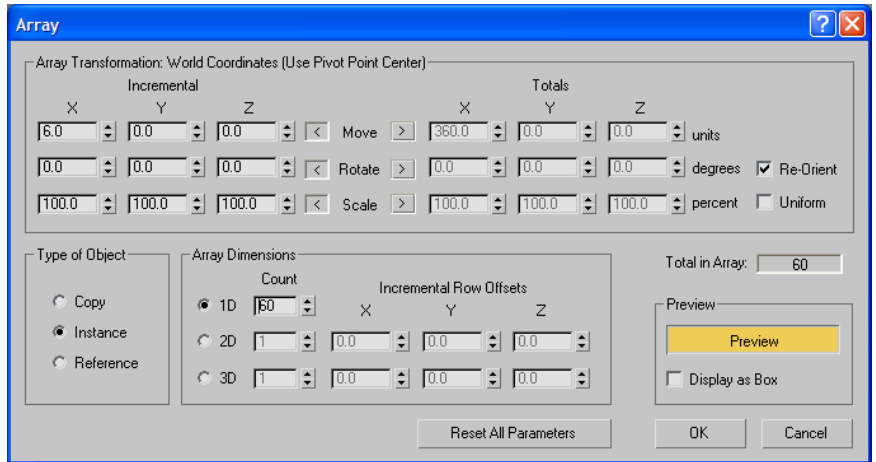 Array
Array Transformation: World Coordinates (Use Pivot Point Center)
Incremental Totals
X Y Z X Y Z
6.0 0.0 0.0 < Move > 360.0 0.0 0.0 units
0.0 0.0 0.0 < Rotate > 0.0 0.0 0.0 degrees Re-Orient
100.0 100.0 100.0 < Scale > 100.0 100.0 100.0 percent Uniform
Type of Object
Copy
Instance
Reference
Array Dimensions
Count
Incremental Row Offsets
1D 60 X Y Z
2D 1 0.0 0.0 0.0
3D 1 0.0 0.0 0.0
Total in Array: 60
Preview
Preview
Display as Box
Reset All Parameters OK Cancel